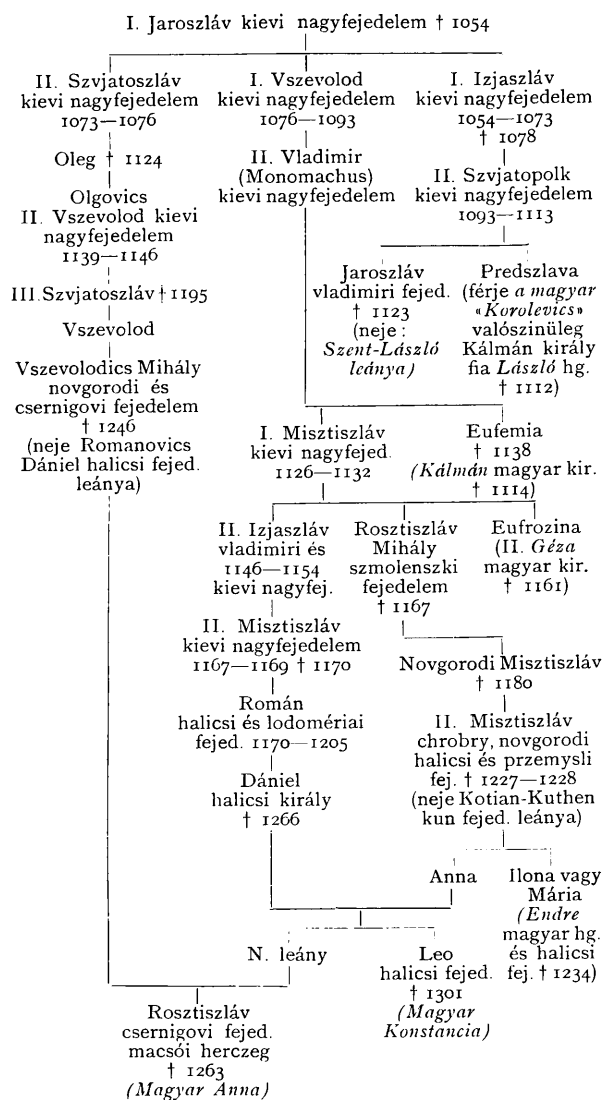 I. Jaroszláv kievi nagyfejedelem † 1054
II. Szvjatoszláv
kievi nagyfejedelem
1073—1076
Oleg † 1124
Olgovics
II. Vszevolod kievi
nagyfejedelem
1139—1146
III. Szvjatoszláv † 1195
Vszevolod
Vszevolodics Mihály
novgorodi és
csernigovi fejedelem
† 1246
(neje Romanovics
Dániel halicsi fejed.
leánya)
I. Vszevolod
kievi nagyfejedelem
1076—1093
II. Vladimir
(Monomachus)
kievi nagyfejedelem
I. Izjaszláv
kievi nagyfejedelem
1054—1073
† 1078
II. Szvjatopolk
kievi nagyfejedelem
1093—1113
Jaroszláv
vladimiri fejed.
† 1123
(neje :
Szent-László
leánya)
Predszlava
(férje a magyar
«Korolevics»
valószinüleg
Kálmán király
fia László hg.
† 1112)
I. Misztiszláv
kievi nagyfejed.
1126—1132
Eufemia
† 1138
(Kálmán magyar kir.
† 1114)
II. Izjaszláv
vladimiri és
1146—1154
kievi nagyfej.
Rosztiszláv
Mihály
szmolenszki
fejedelem
† 1167
Eufrozina
(II. Géza
magyar kir.
† 1161)
II. Misztiszláv
kievi nagyfejedelem
1167—1169 † 1170
Novgorodi Misztiszláv
† 1180
Román
halicsi és lodomériai
fejed. 1170—1205
II. Misztiszláv
chrobry, novgorodi
halicsi és przemysli
fej. † 1227—1228
(neje Kotian-Kuthen
kun fejed. leánya)
Dániel
halicsi király
† 1266
Anna
Ilona vagy
Mária
(Endre
magyar hg.
és halicsi
fej. † 1234)
N. leány
Leo
halicsi fejed.
† 1301
(Magyar
Konstancia)
Rosztiszláv
csernigovi fejed.
macsói herczeg
† 1263
(Magyar Anna)